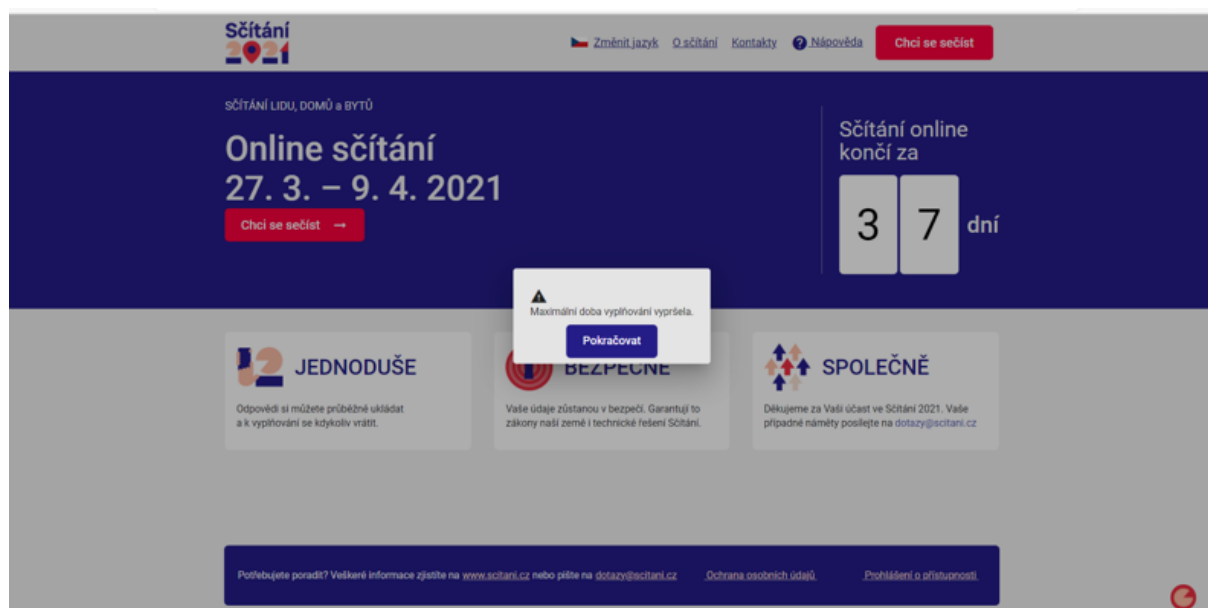 Sčítání
2021
Změnit jazyk O sčítání Kontakty ? Nápověda Chci se sečíst
SČÍTÁNÍ LIDU, DOMŮ a BYTŮ
Online sčítání
27. 3. – 9. 4. 2021
Chci se sečíst →
Sčítání online
končí za
3 7 dní
Maximální doba vyplňování vypršela.
Pokračovat
JEDNODUŠE
Odpovědi si můžete průběžně ukládat
a k vyplňování se kdykoliv vrátit.
BEZPEČNĚ
Vaše údaje zůstanou v bezpečí. Garantují to
zákony naší země i technické řešení Sčítání.
SPOLEČNĚ
Děkujeme za Vaši účast ve Sčítání 2021. Vaše
případné náměty posílejte na dotazy@scitani.cz
Potřebujete poradit? Veškeré informace zjistíte na www.scitani.cz nebo pište na dotazy@scitani.cz Ochrana osobních údajů Prohlášení o přístupnosti